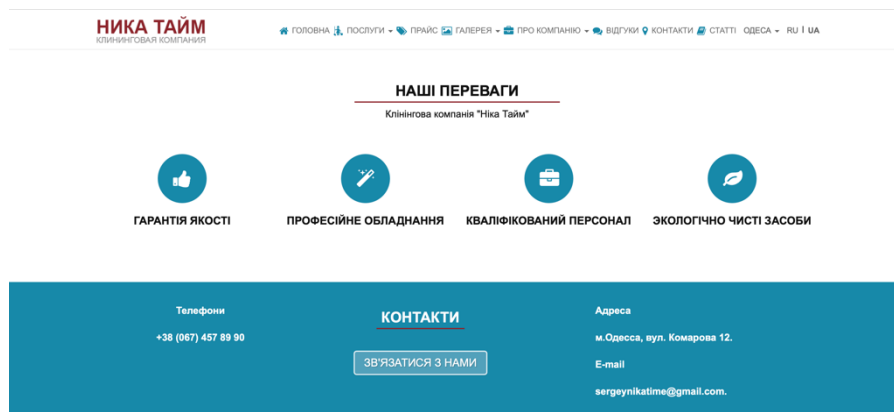 НИКА ТАЙМ
КЛИНИНГОВАЯ КОМПАНИЯ
ГОЛОВНА ПОСЛУГИ ПРАЙС ГАЛЕРЕЯ ПРО КОМПАНІЮ ВІДГУКИ КОНТАКТИ СТАТТІ ОДЕСА RU | UA
НАШІ ПЕРЕВАГИ
Клінінгова компанія "Ніка Тайм"
ГАРАНТІЯ ЯКОСТІ
ПРОФЕСІЙНЕ ОБЛАДНАННЯ
КВАЛІФІКОВАНИЙ ПЕРСОНАЛ
ЭКОЛОГІЧНО ЧИСТІ ЗАСОБИ
Телефони
+38 (067) 457 89 90
КОНТАКТИ
ЗВ'ЯЗАТИСЯ З НАМИ
Адреса
м.Одесса, вул. Комарова 12.
E-mail
sergeynikatime@gmail.com.